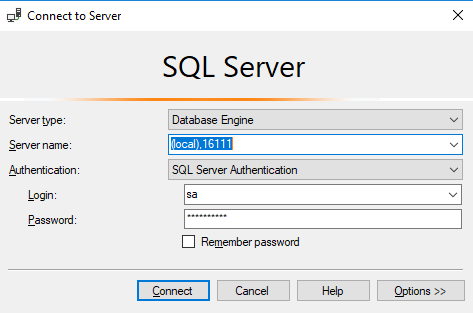 Connect to Server
SQL Server
Server type: Database Engine
Server name: (local),16111
Authentication: SQL Server Authentication
Login: sa
Password: **********
Remember password
Connect Cancel Help Options >>